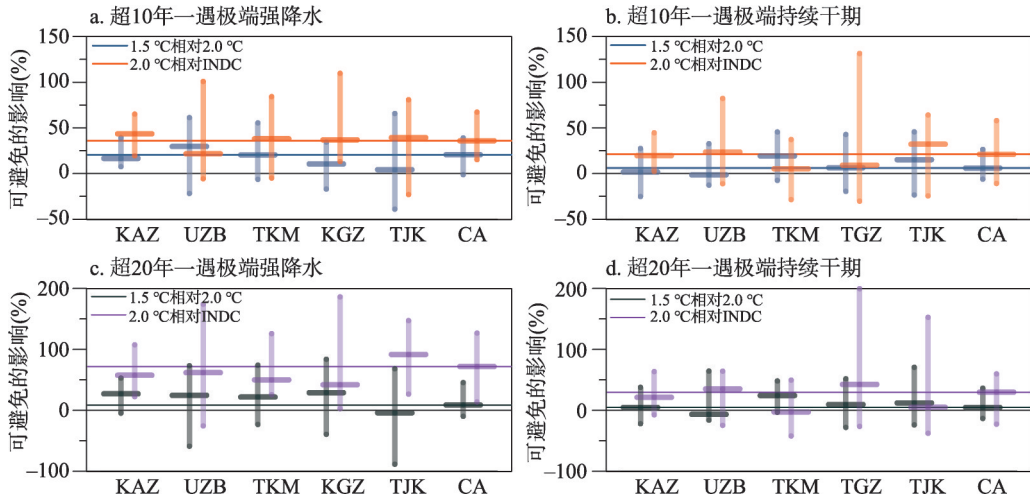 a. 超10年一遇极端强降水
150
100
50
0
−50
可避免的影响(%)
1.5 ℃相对2.0 ℃
2.0 ℃相对INDC
KAZ UZB TKM KGZ TJK CA
b. 超10年一遇极端持续干期
150
100
50
0
−50
可避免的影响(%)
1.5 ℃相对2.0 ℃
2.0 ℃相对INDC
KAZ UZB TKM TGZ TJK CA
c. 超20年一遇极端强降水
200
100
0
−100
可避免的影响(%)
1.5 ℃相对2.0 ℃
2.0 ℃相对INDC
KAZ UZB TKM KGZ TJK CA
d. 超20年一遇极端持续干期
200
100
0
−100
可避免的影响(%)
1.5 ℃相对2.0 ℃
2.0 ℃相对INDC
KAZ UZB TKM TGZ TJK CA